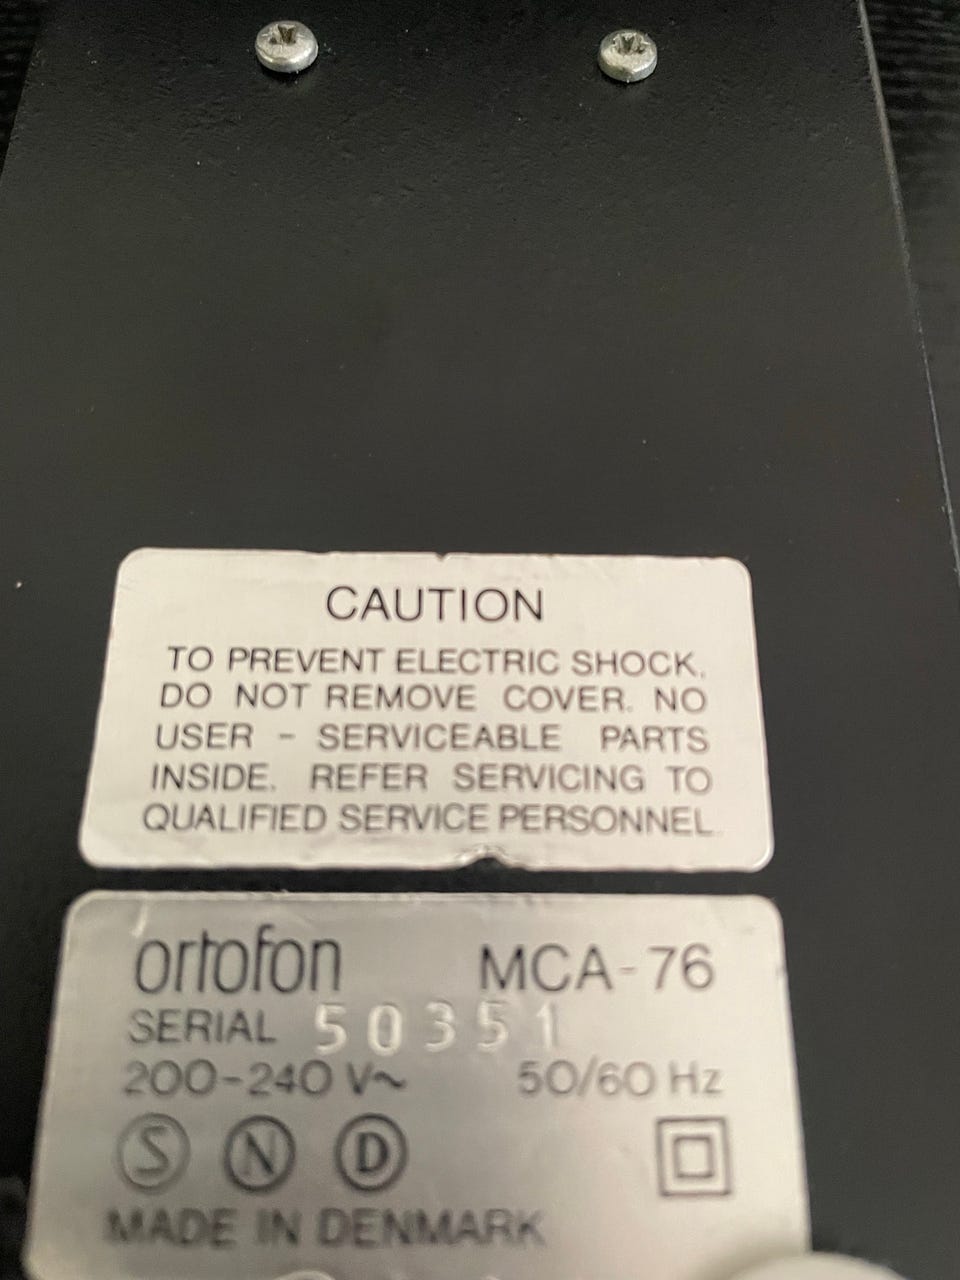 CAUTION
TO PREVENT ELECTRIC SHOCK,
DO NOT REMOVE COVER. NO
USER - SERVICEABLE PARTS
INSIDE. REFER SERVICING TO
QUALIFIED SERVICE PERSONNEL.
ortofon MCA-76
SERIAL 50351
200-240 V~ 50/60 Hz
S N D
MADE IN DENMARK